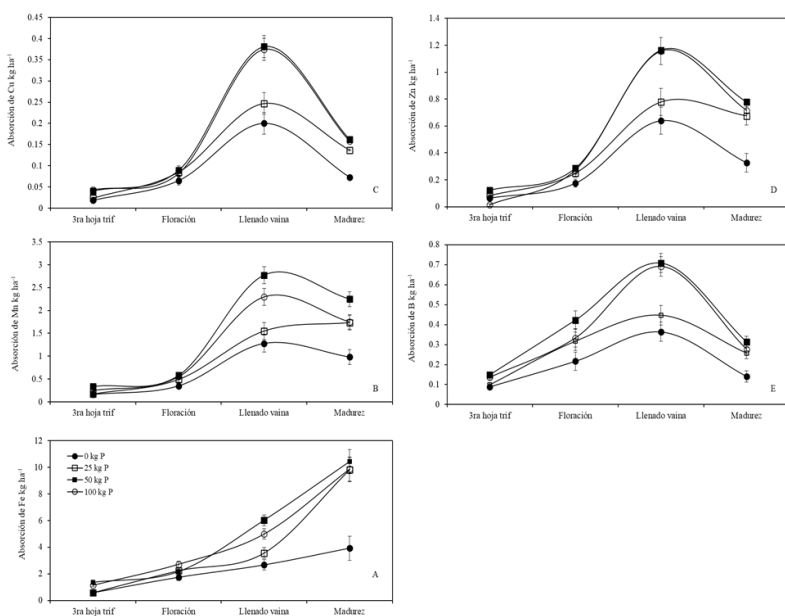 0.45
0.4
0.35
0.3
0.25
0.2
0.15
0.1
0.05
0
Absorción de Cu kg ha⁻¹
C
3ra hoja trif Floración Llenado vaina Madurez
1.4
1.2
1
0.8
0.6
0.4
0.2
0
Absorción de Zn kg ha⁻¹
D
3ra hoja trif Floración Llenado vaina Madurez
3.5
3
2.5
2
1.5
1
0.5
0
Absorción de Mn kg ha⁻¹
B
3ra hoja trif Floración Llenado vaina Madurez
0.8
0.7
0.6
0.5
0.4
0.3
0.2
0.1
0
Absorción de B kg ha⁻¹
E
3ra hoja trif Floración Llenado vaina Madurez
12
10
8
6
4
2
0
Absorción de Fe kg ha⁻¹
0 kg P
25 kg P
50 kg P
100 kg P
A
3ra hoja trif Floración Llenado vaina Madurez